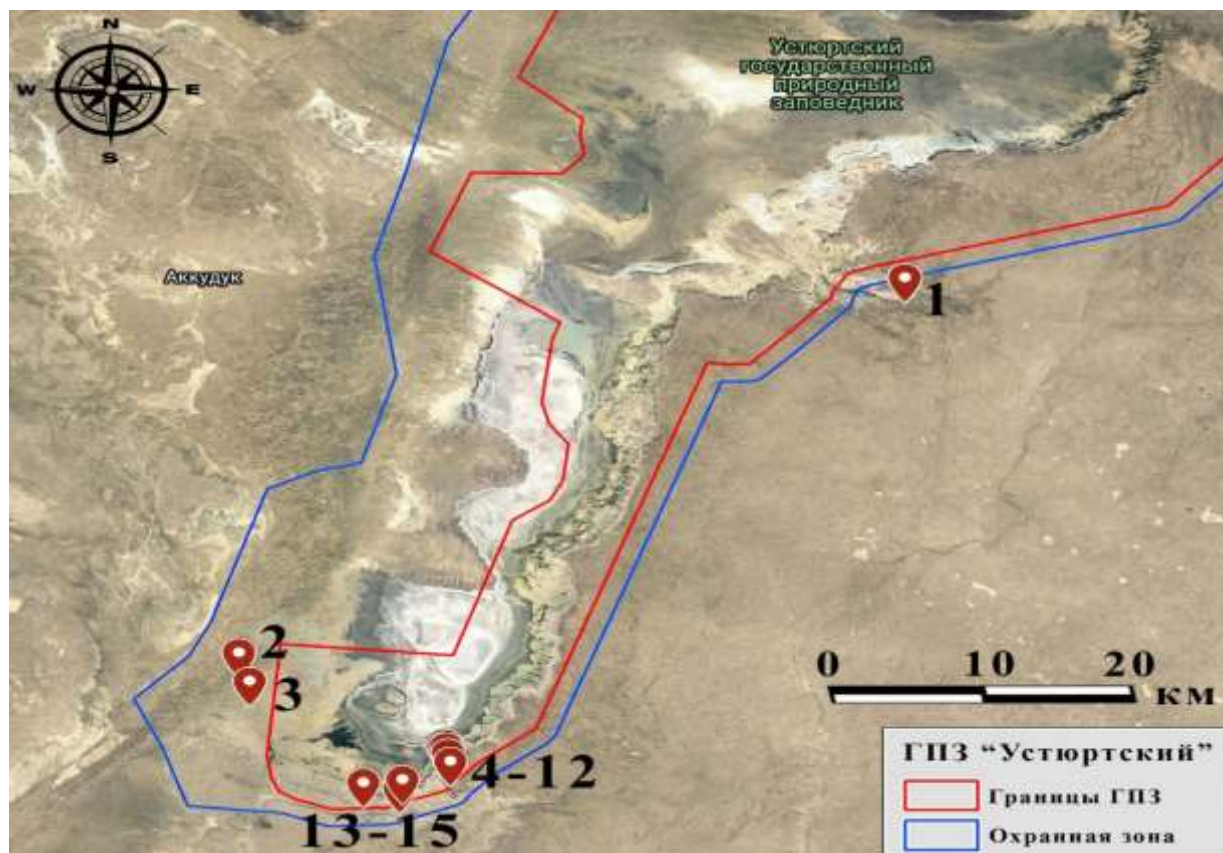 N
W E
S
Устюртский
государственный
природный
заповедник
Аккудук
1
2
3
4-12
13-15
0 10 20
км
ГПЗ “Устюртский”
Границы ГПЗ
Охранная зона